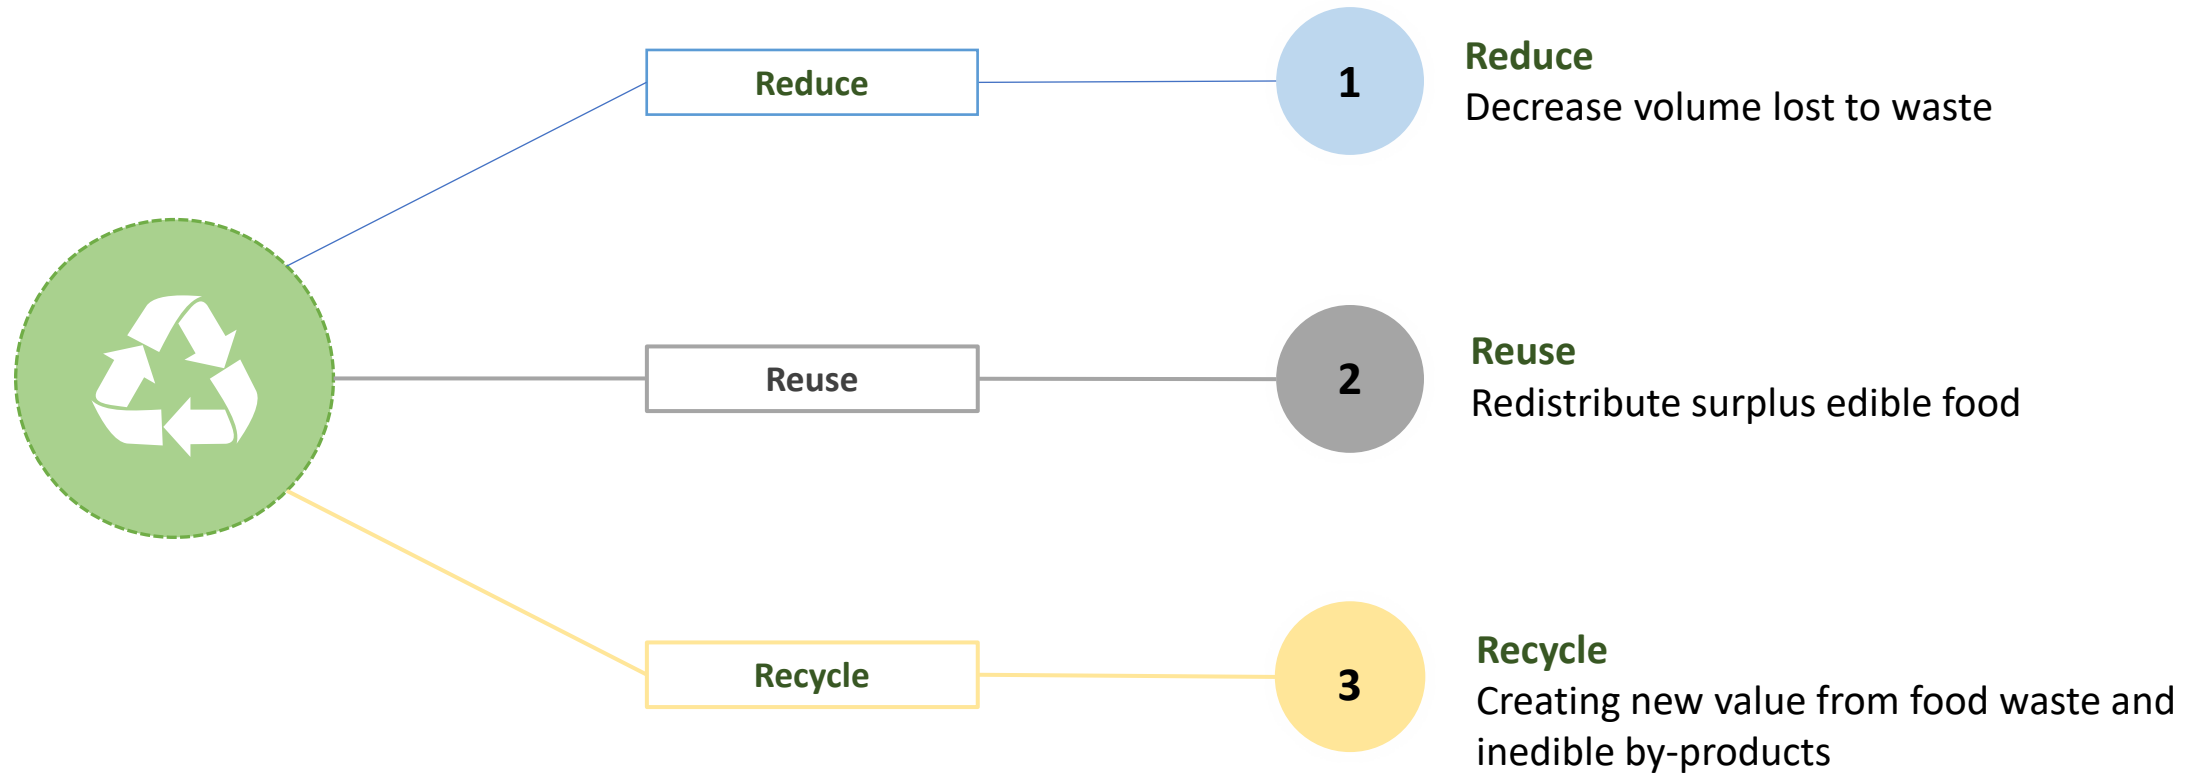 Reduce
1
Reduce
Decrease volume lost to waste
Reuse
2
Reuse
Redistribute surplus edible food
Recycle
3
Recycle
Creating new value from food waste and
inedible by-products